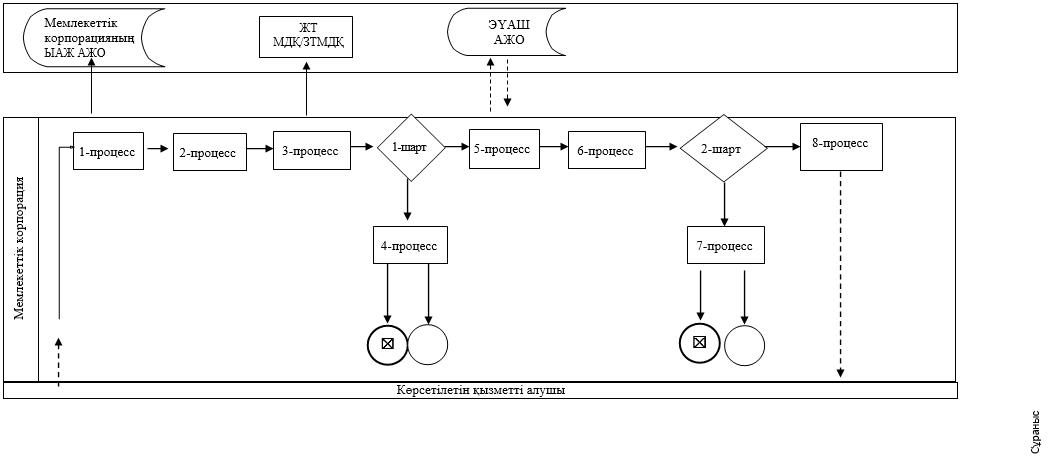 Мемлекеттік
корпорацияның
ЫАЖ АЖО
ЖТ
МДҚ/ЗТМДҚ
ЭҮАШ
АЖО
Мемлекеттік корпорация
1-процесс
2-процесс
3-процесс
1-шарт
5-процесс
6-процесс
2-шарт
8-процесс
4-процесс
7-процесс
Көрсетілетін қызметті алушы
Сұраныс